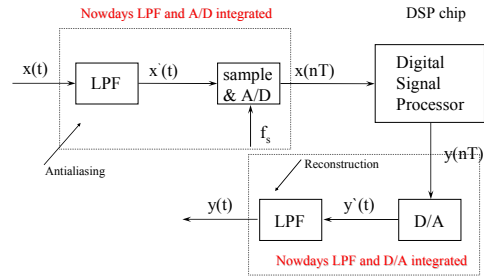 Nowdays LPF and A/D integrated
DSP chip
x(t)
LPF
x`(t)
sample
& A/D
x(nT)
Digital
Signal
Processor
f_s
Antialiasing
y(nT)
Reconstruction
y(t)
LPF
y`(t)
D/A
Nowdays LPF and D/A integrated